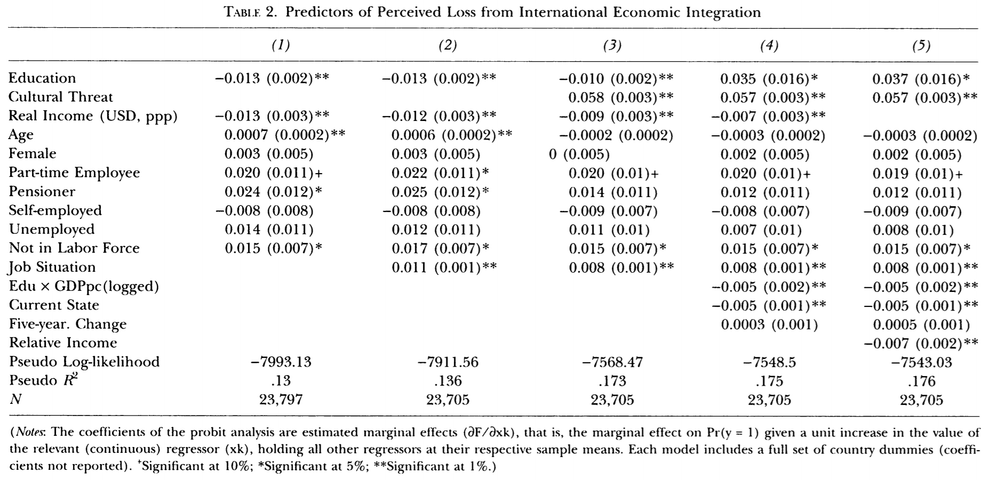 TABLE 2. Predictors of Perceived Loss from International Economic Integration
(1) (2) (3) (4) (5)
Education −0.013 (0.002)** −0.013 (0.002)** −0.010 (0.002)** 0.035 (0.016)* 0.037 (0.016)*
Cultural Threat 0.058 (0.003)** 0.057 (0.003)** 0.057 (0.003)**
Real Income (USD, ppp) −0.013 (0.003)** −0.012 (0.003)** −0.009 (0.003)** −0.007 (0.003)**
Age 0.0007 (0.0002)** 0.0006 (0.0002)** −0.0002 (0.0002) −0.0003 (0.0002) −0.0003 (0.0002)
Female 0.003 (0.005) 0.003 (0.005) 0 (0.005) 0.002 (0.005) 0.002 (0.005)
Part-time Employee 0.020 (0.011)+ 0.022 (0.011)* 0.020 (0.01)+ 0.020 (0.01)+ 0.019 (0.01)+
Pensioner 0.024 (0.012)* 0.025 (0.012)* 0.014 (0.011) 0.012 (0.011) 0.012 (0.011)
Self-employed −0.008 (0.008) −0.008 (0.008) −0.009 (0.007) −0.008 (0.007) −0.009 (0.007)
Unemployed 0.014 (0.011) 0.012 (0.011) 0.011 (0.01) 0.007 (0.01) 0.008 (0.01)
Not in Labor Force 0.015 (0.007)* 0.017 (0.007)* 0.015 (0.007)* 0.015 (0.007)* 0.015 (0.007)*
Job Situation 0.011 (0.001)** 0.008 (0.001)** 0.008 (0.001)** 0.008 (0.001)**
Edu × GDPpc(logged) −0.005 (0.002)** −0.005 (0.002)**
Current State −0.005 (0.001)** −0.005 (0.001)**
Five-year. Change 0.0003 (0.001) 0.0005 (0.001)
Relative Income −0.007 (0.002)**
Pseudo Log-likelihood −7993.13 −7911.56 −7568.47 −7548.5 −7543.03
Pseudo R² .13 .136 .173 .175 .176
N 23,797 23,705 23,705 23,705 23,705
(Notes: The coefficients of the probit analysis are estimated marginal effects (∂F/∂xk), that is, the marginal effect on Pr(y = 1) given a unit increase in the value of
the relevant (continuous) regressor (xk), holding all other regressors at their respective sample means. Each model includes a full set of country dummies (coeffi-
cients not reported). ⁺Significant at 10%; *Significant at 5%; **Significant at 1%.)